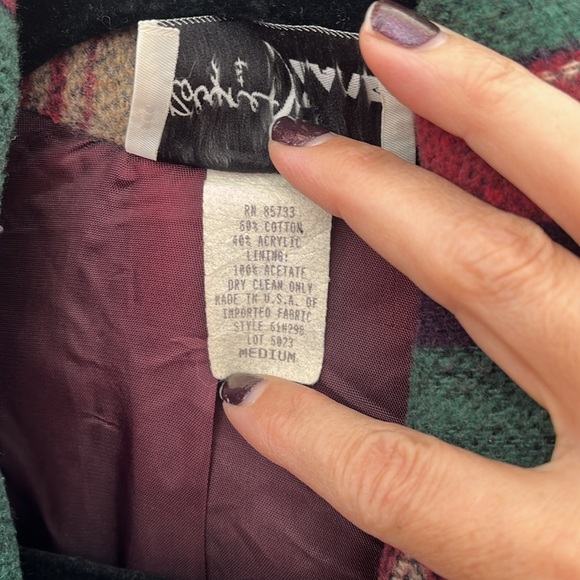 RN 85733
60% COTTON
40% ACRYLIC
LINING:
100% ACETATE
DRY CLEAN ONLY
MADE IN U.S.A. OF
IMPORTED FABRIC
STYLE 61H296
LOT 5023
MEDIUM